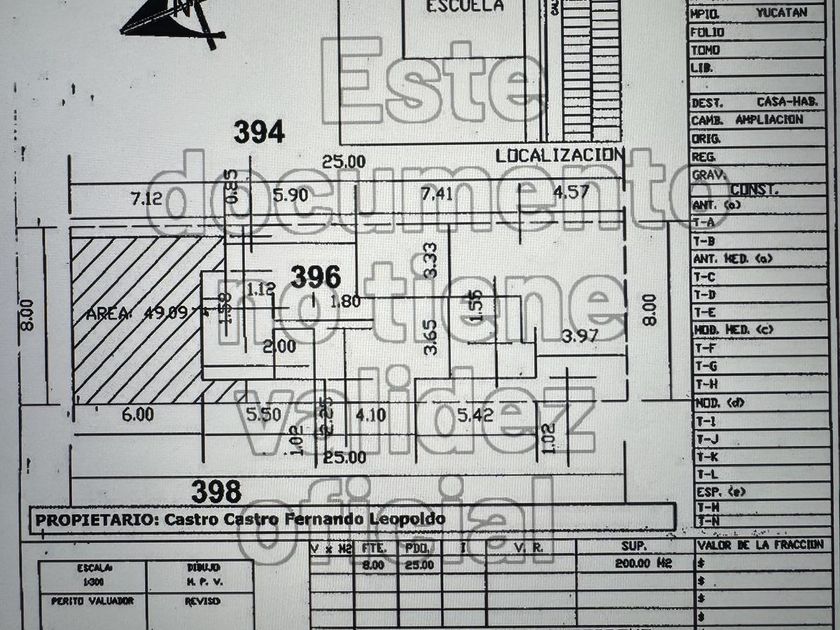 ESCUELA
LOCALIZACION
MPIO. YUCATAN
FOLIO
TOMO
LIB.
DEST. CASA-HAB.
CAMB. AMPLIACION
ORIG.
REG.
GRAV.
CONST.
ANT. (a)
T-A
T-B
ANT. MED. (a)
T-C
T-D
T-E
MOD. MED. (c)
T-F
T-G
T-H
MOD. (d)
T-I
T-J
T-K
T-L
ESP. (e)
T-M
T-N
VALOR DE LA FRACCION
$
$
$
$
Este
documento
no tiene
validez
oficial
394
25.00
7.12
0.85
5.90
7.41
4.57
8.00
AREA: 49.09
396
1.12
1.58
1.80
2.00
3.33
3.65
1.55
3.97
8.00
6.00
5.50
1.02
2.25
4.10
5.42
1.02
25.00
398
PROPIETARIO: Castro Castro Fernando Leopoldo
V x M2 FTE. PDO. I V. R. SUP.
8.00 25.00 200.00 M2
ESCALA: DIBUJO
1:300 M. P. V.
PERITO VALUADOR REVISO